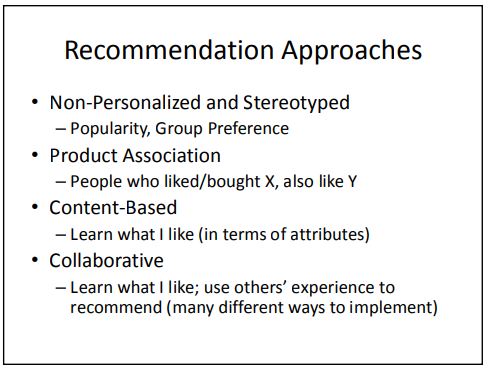 Recommendation Approaches
• Non-Personalized and Stereotyped
– Popularity, Group Preference
• Product Association
– People who liked/bought X, also like Y
• Content-Based
– Learn what I like (in terms of attributes)
• Collaborative
– Learn what I like; use others’ experience to
recommend (many different ways to implement)